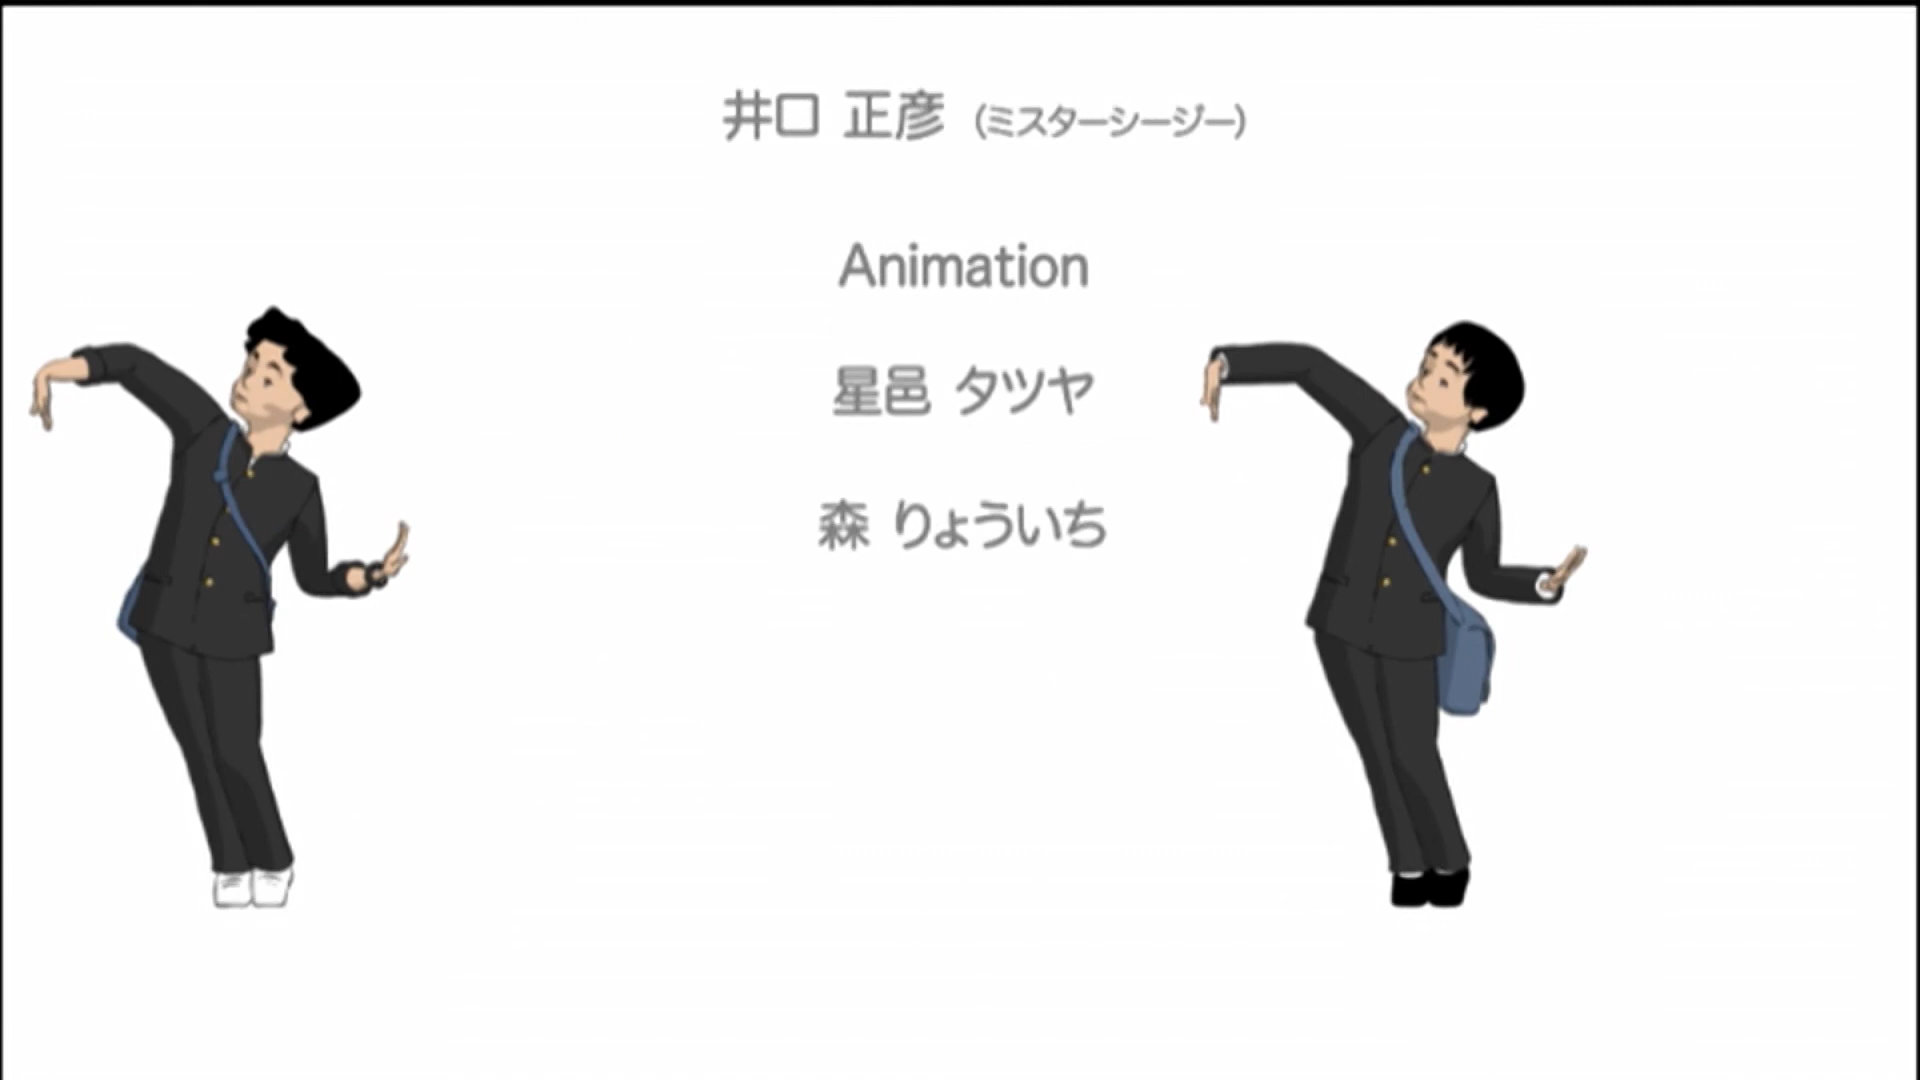 井口 正彦 (ミスターシージー)
Animation
星邑 タツヤ
森 りょういち